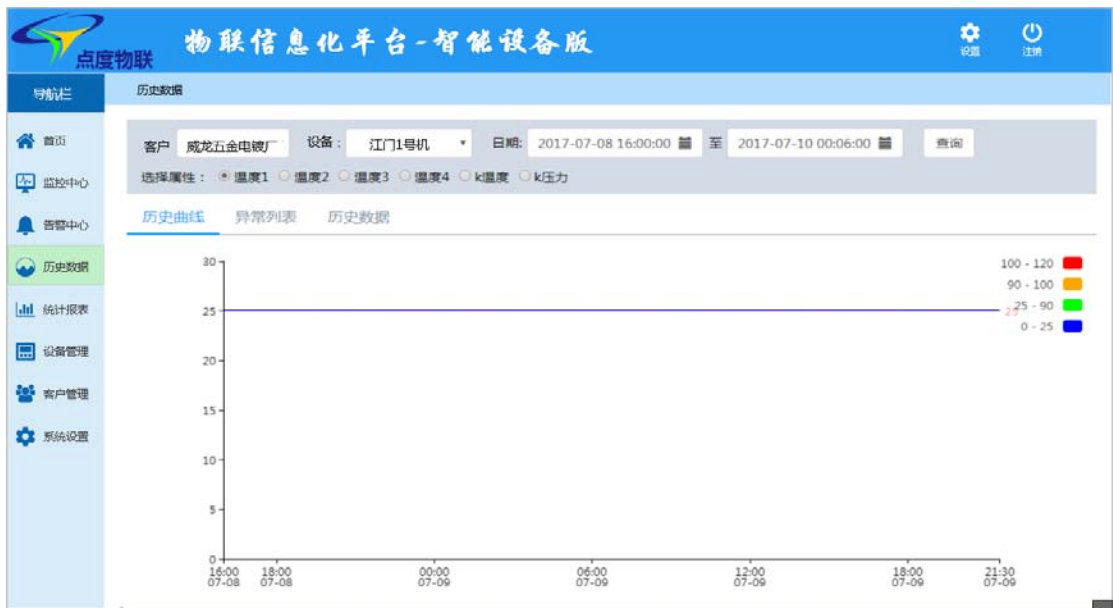 点度物联
物联信息化平台-智能设备版
设置
注销
导航栏
历史数据
首页
监控中心
告警中心
历史数据
统计报表
设备管理
客户管理
系统设置
客户 威龙五金电镀厂 设备： 江门1号机 日期: 2017-07-08 16:00:00 至 2017-07-10 00:06:00 查询
选择属性： 温度1 温度2 温度3 温度4 k温度 k压力
历史曲线 异常列表 历史数据
30
25
20
15
10
5
0
100 - 120
90 - 100
25 - 90
0 - 25
25
16:00 18:00 00:00 06:00 12:00 18:00 21:30
07-08 07-08 07-09 07-09 07-09 07-09 07-09